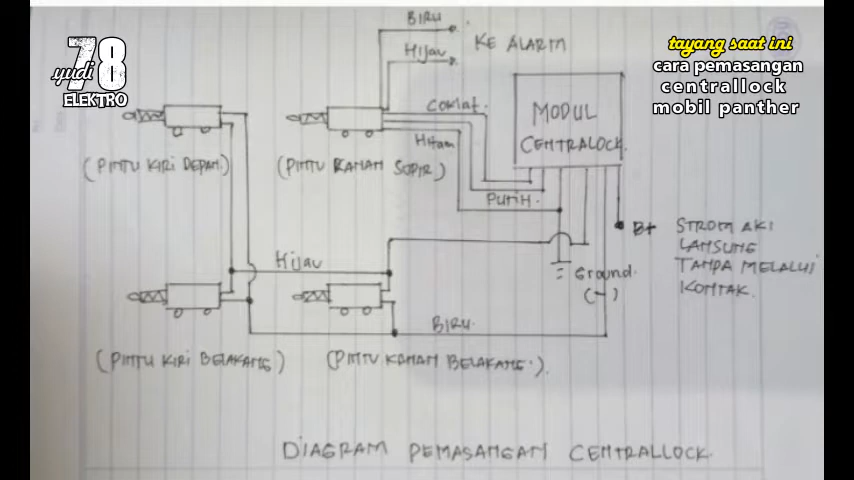 78
yudi
ELEKTRO
tayang saat ini
cara pemasangan
centrallock
mobil panther
BIRU
HIJAU
KE ALARM
COKLAT.
HITAM
PUTIH.
MODUL
CENTRALOCK.
(PINTU KIRI DEPAN.)
(PINTU KANAN SOPIR.)
B+
STROM AKI
LANSUNG
TANPA MELALUI
KONTAK.
HIJAU
Ground.
(-)
BIRU.
(PINTU KIRI BELAKANG)
(PINTU KANAN BELAKANG.).
DIAGRAM PEMASANGAN CENTRALLOCK.